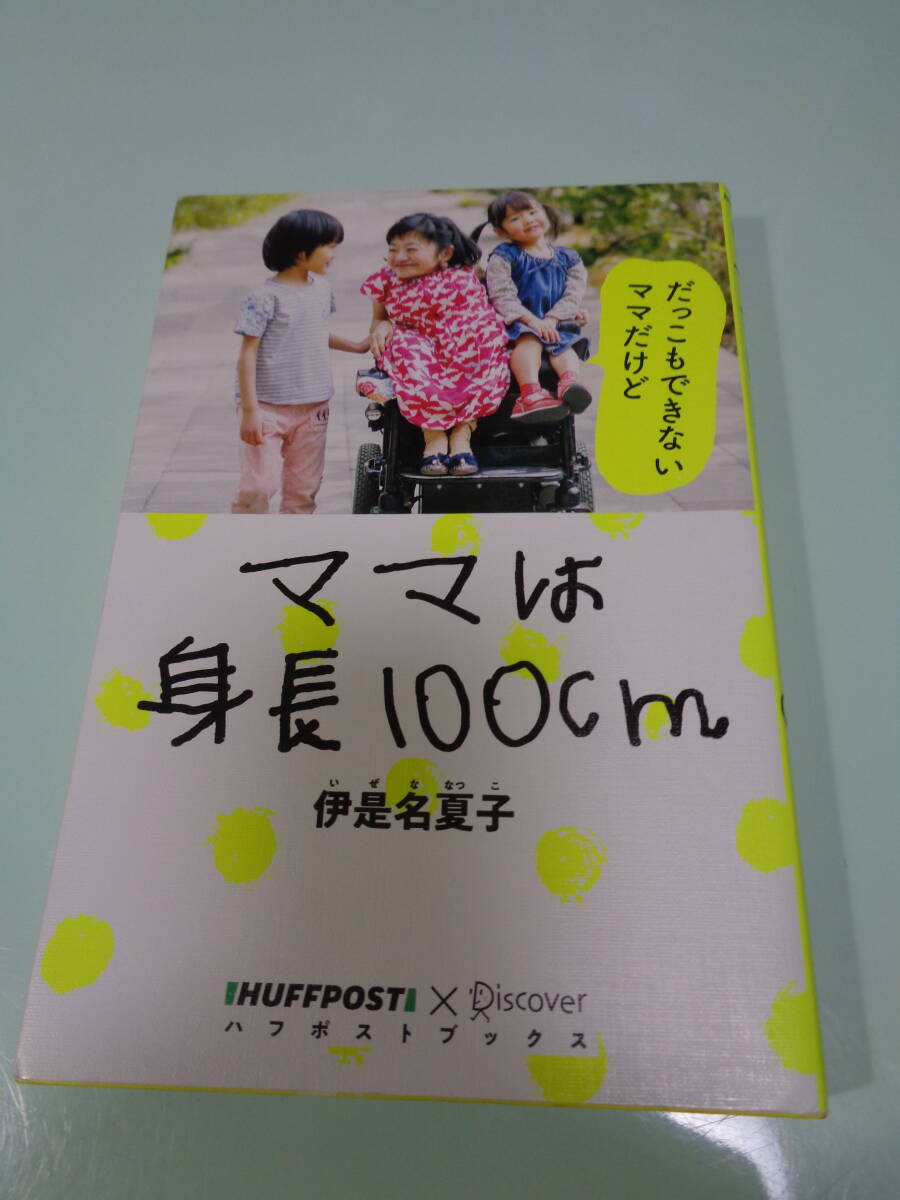 だっこもできない
ママだけど
ママは
身長100cm
いぜななつこ
伊是名夏子
HUFFPOST × Discover
ハフポストブックス